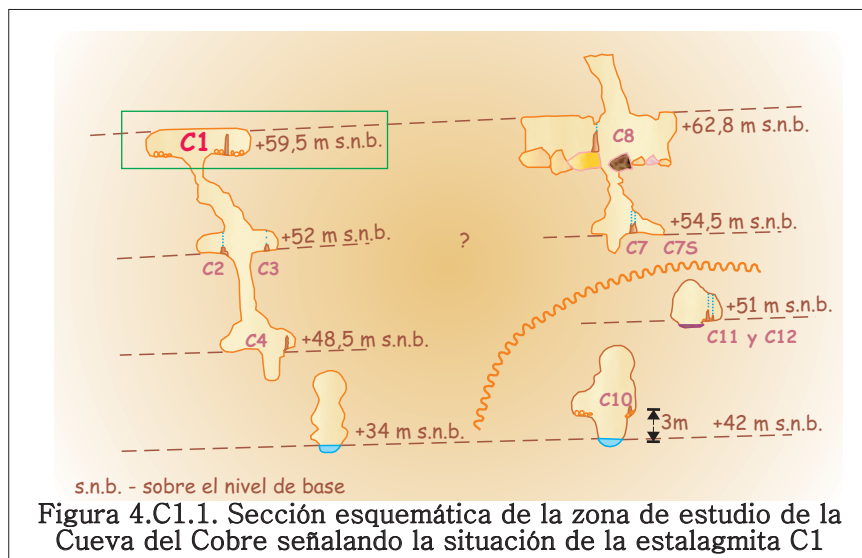 C1
+59,5 m s.n.b.
C8
+62,8 m s.n.b.
+52 m s.n.b.
C2
C3
?
+54,5 m s.n.b.
C7
C7S
+51 m s.n.b.
C11 y C12
C4
+48,5 m s.n.b.
C10
3m
+34 m s.n.b.
+42 m s.n.b.
s.n.b. - sobre el nivel de base
Figura 4.C1.1. Sección esquemática de la zona de estudio de la
Cueva del Cobre señalando la situación de la estalagmita C1